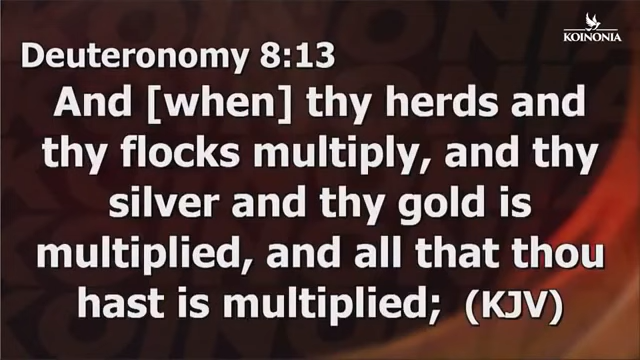 KOINONIA
Deuteronomy 8:13
And [when] thy herds and
thy flocks multiply, and thy
silver and thy gold is
multiplied, and all that thou
hast is multiplied; (KJV)